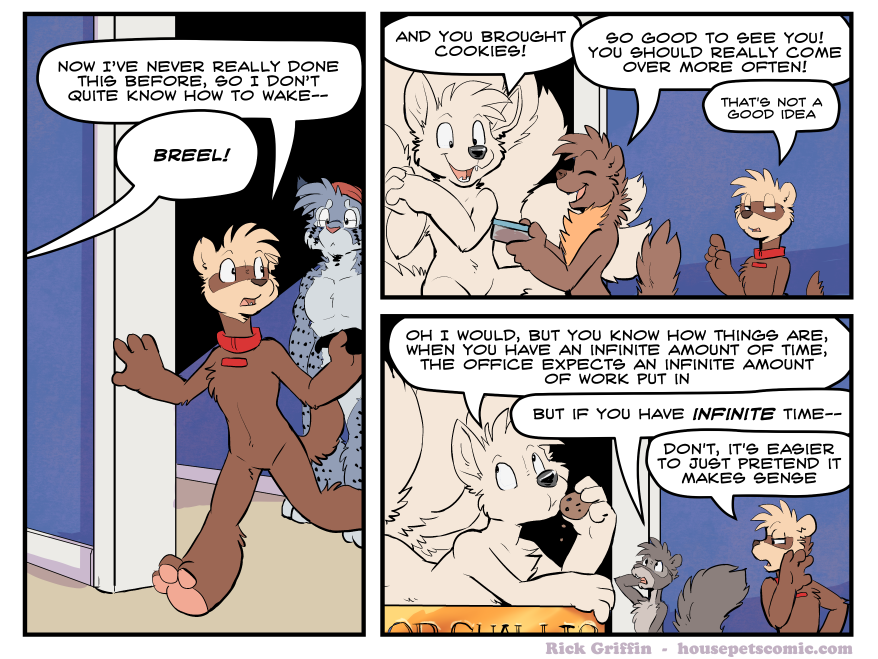 NOW I'VE NEVER REALLY DONE
THIS BEFORE, SO I DON'T
QUITE KNOW HOW TO WAKE--
BREEL!
AND YOU BROUGHT
COOKIES!
SO GOOD TO SEE YOU!
YOU SHOULD REALLY COME
OVER MORE OFTEN!
THAT'S NOT A
GOOD IDEA
OH I WOULD, BUT YOU KNOW HOW THINGS ARE,
WHEN YOU HAVE AN INFINITE AMOUNT OF TIME,
THE OFFICE EXPECTS AN INFINITE AMOUNT
OF WORK PUT IN
BUT IF YOU HAVE INFINITE TIME--
DON'T, IT'S EASIER
TO JUST PRETEND IT
MAKES SENSE
Rick Griffin - housepetscomic.com